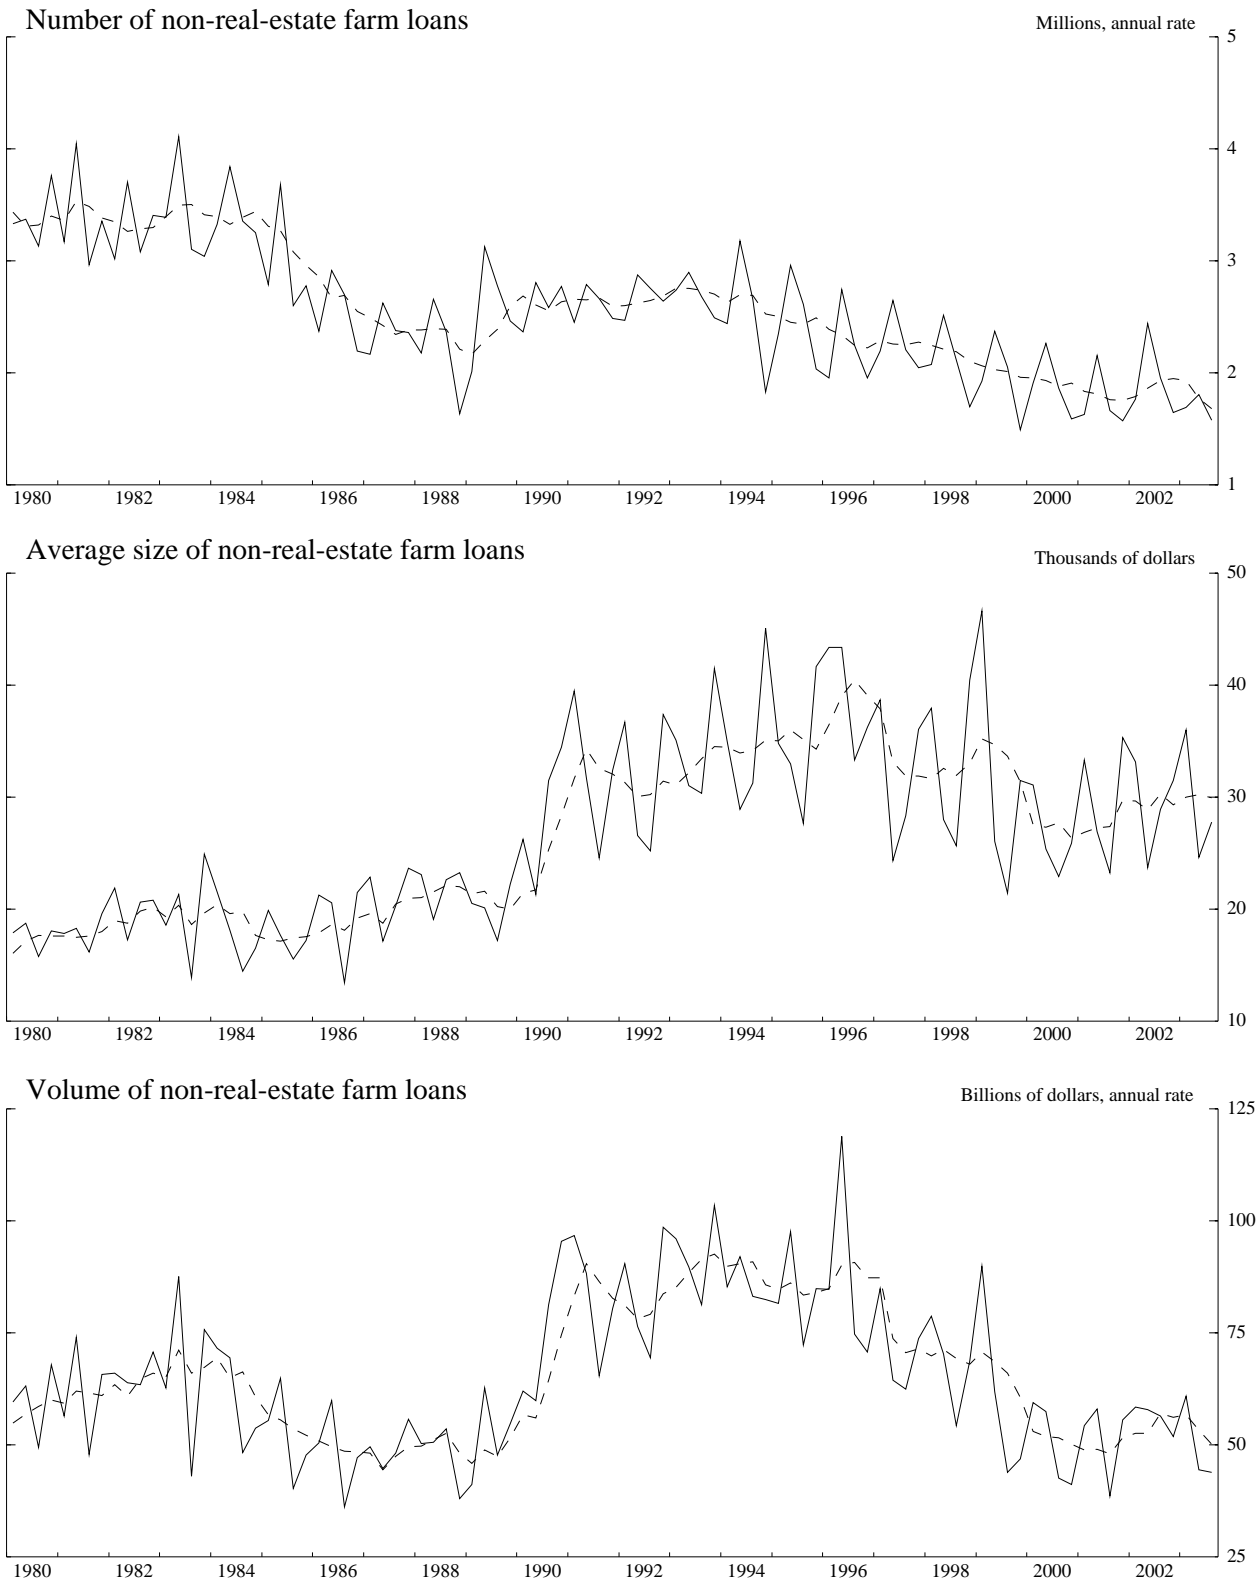 Number of non-real-estate farm loans
Millions, annual rate
5
4
3
2
1
1980 1982 1984 1986 1988 1990 1992 1994 1996 1998 2000 2002
Average size of non-real-estate farm loans
Thousands of dollars
50
40
30
20
10
1980 1982 1984 1986 1988 1990 1992 1994 1996 1998 2000 2002
Volume of non-real-estate farm loans
Billions of dollars, annual rate
125
100
75
50
25
1980 1982 1984 1986 1988 1990 1992 1994 1996 1998 2000 2002